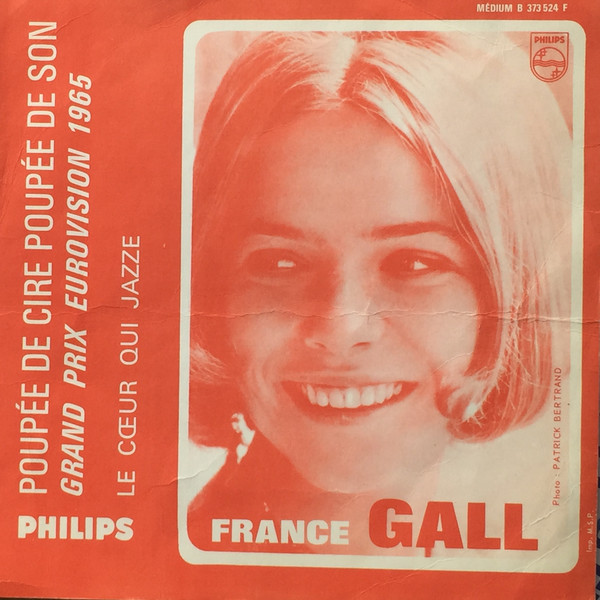 MÉDIUM B 373 524 F
PHILIPS
POUPÉE DE CIRE POUPÉE DE SON
GRAND PRIX EUROVISION 1965
LE CŒUR QUI JAZZE
PHILIPS
FRANCE GALL
Photo : PATRICK BERTRAND
Imp. M.S.P.